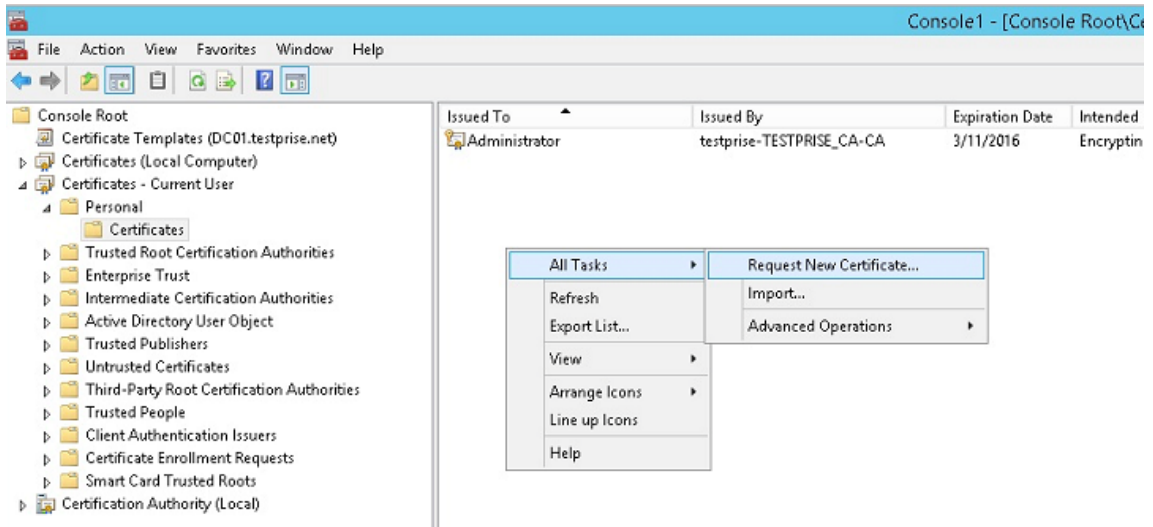 Console1 - [Console Root\Ce
File Action View Favorites Window Help
Console Root
Certificate Templates (DC01.testprise.net)
Certificates (Local Computer)
Certificates - Current User
Personal
Certificates
Trusted Root Certification Authorities
Enterprise Trust
Intermediate Certification Authorities
Active Directory User Object
Trusted Publishers
Untrusted Certificates
Third-Party Root Certification Authorities
Trusted People
Client Authentication Issuers
Certificate Enrollment Requests
Smart Card Trusted Roots
Certification Authority (Local)
Issued To Issued By Expiration Date Intended
Administrator testprise-TESTPRISE_CA-CA 3/11/2016 Encryptin
All Tasks
Refresh
Export List...
View
Arrange Icons
Line up Icons
Help
Request New Certificate...
Import...
Advanced Operations